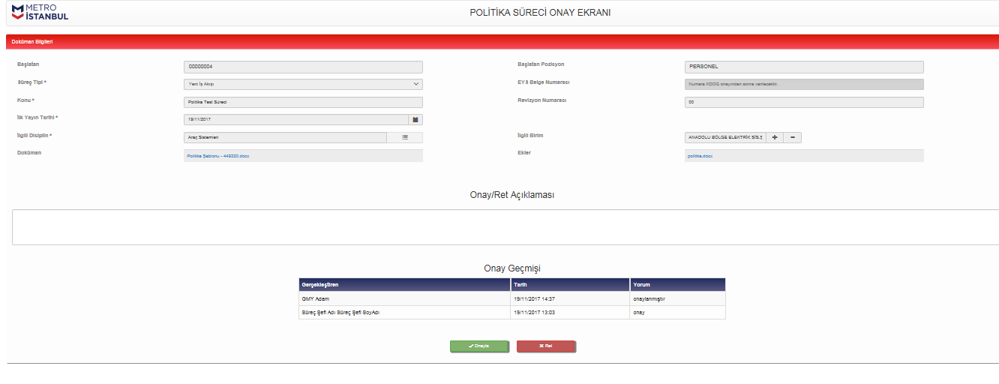 METRO
İSTANBUL
POLİTİKA SÜRECİ ONAY EKRANI
Doküman Bilgileri
Başlatan
00000004
Başlatan Pozisyon
PERSONEL
Süreç Tipi *
Yeni İş Akışı
EYS Belge Numarası
Numara KDOG onayından sonra verilecektir.
Konu *
Politika Test Süreci
Revizyon Numarası
00
İlk Yayın Tarihi *
19/11/2017
İlgili Disiplin *
Araç Sistemleri
İlgili Birim
ANADOLU BÖLGE ELEKTRİK SİS.Ş
Doküman
Politika Şablonu - 449320.docx
Ekler
politika.docx
Onay/Ret Açıklaması
Onay Geçmişi
Gerçekleştiren Tarih Yorum
GMY Adam 19/11/2017 14:37 onaylanmıştır
Süreç Şefi Adı Süreç Şefi SoyAdı 19/11/2017 13:03 onay
Onayla Ret